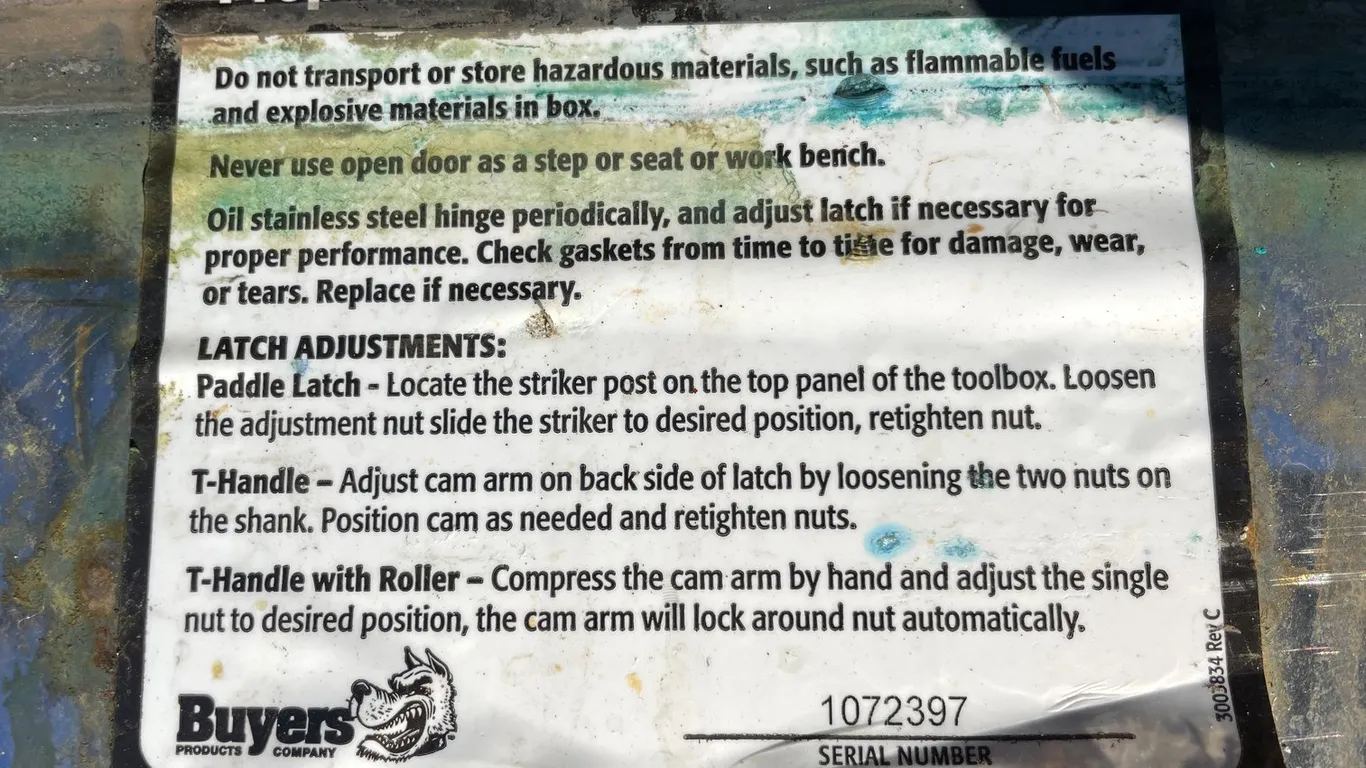 Do not transport or store hazardous materials, such as flammable fuels
and explosive materials in box.
Never use open door as a step or seat or work bench.
Oil stainless steel hinge periodically, and adjust latch if necessary for
proper performance. Check gaskets from time to time for damage, wear,
or tears. Replace if necessary.
LATCH ADJUSTMENTS:
Paddle Latch - Locate the striker post on the top panel of the toolbox. Loosen
the adjustment nut slide the striker to desired position, retighten nut.
T-Handle – Adjust cam arm on back side of latch by loosening the two nuts on
the shank. Position cam as needed and retighten nuts.
T-Handle with Roller – Compress the cam arm by hand and adjust the single
nut to desired position, the cam arm will lock around nut automatically.
Buyers
PRODUCTS COMPANY
1072397
SERIAL NUMBER
Rev C